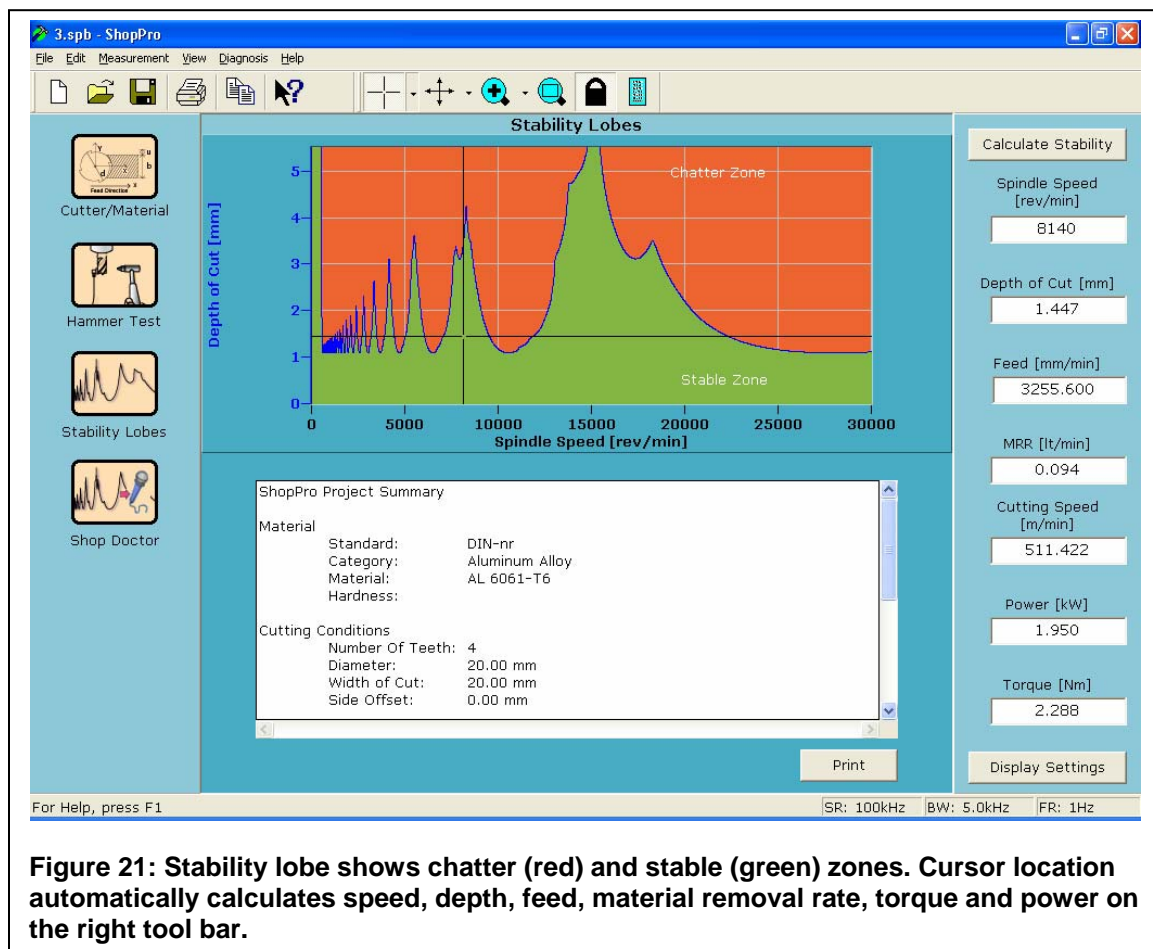 3.spb - ShopPro
File Edit Measurement View Diagnosis Help
Cutter/Material
Hammer Test
Stability Lobes
Shop Doctor
Stability Lobes
Chatter Zone
Stable Zone
Depth of Cut [mm]
5
4
3
2
1
0
0 5000 10000 15000 20000 25000 30000
Spindle Speed [rev/min]
ShopPro Project Summary
Material
Standard: DIN-nr
Category: Aluminum Alloy
Material: AL 6061-T6
Hardness:
Cutting Conditions
Number Of Teeth: 4
Diameter: 20.00 mm
Width of Cut: 20.00 mm
Side Offset: 0.00 mm
Print
Calculate Stability
Spindle Speed
[rev/min]
8140
Depth of Cut [mm]
1.447
Feed [mm/min]
3255.600
MRR [lt/min]
0.094
Cutting Speed
[m/min]
511.422
Power [kW]
1.950
Torque [Nm]
2.288
Display Settings
For Help, press F1
SR: 100kHz BW: 5.0kHz FR: 1Hz
Figure 21: Stability lobe shows chatter (red) and stable (green) zones. Cursor location
automatically calculates speed, depth, feed, material removal rate, torque and power on
the right tool bar.